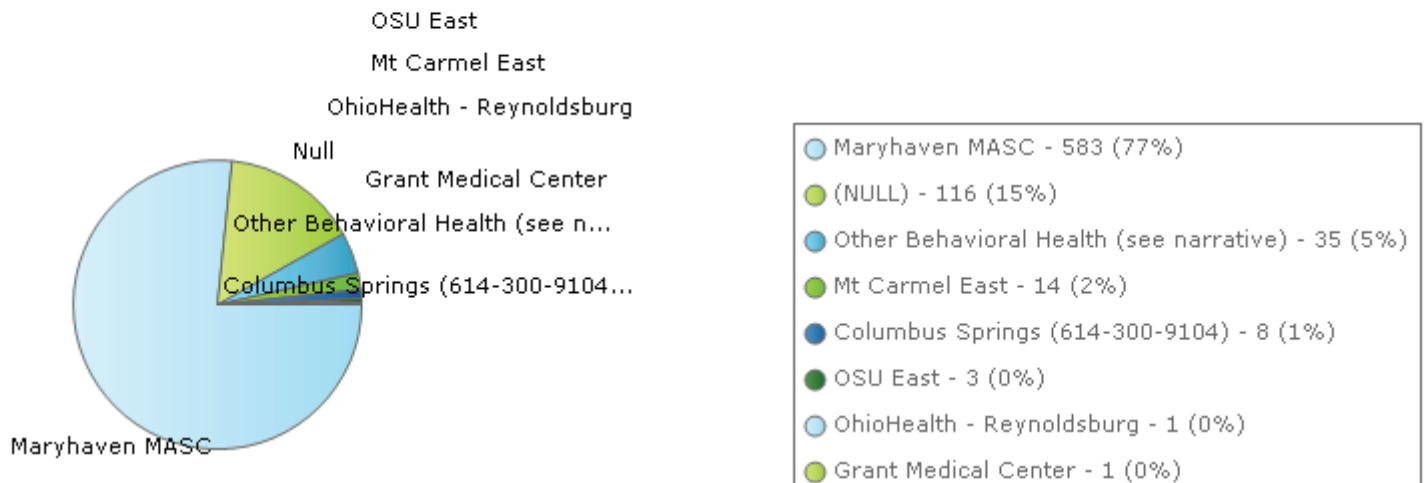 OSU East
Mt Carmel East
OhioHealth - Reynoldsburg
Null
Grant Medical Center
Other Behavioral Health (see n...
Columbus Springs (614-300-9104...
Maryhaven MASC
Maryhaven MASC - 583 (77%)
(NULL) - 116 (15%)
Other Behavioral Health (see narrative) - 35 (5%)
Mt Carmel East - 14 (2%)
Columbus Springs (614-300-9104) - 8 (1%)
OSU East - 3 (0%)
OhioHealth - Reynoldsburg - 1 (0%)
Grant Medical Center - 1 (0%)